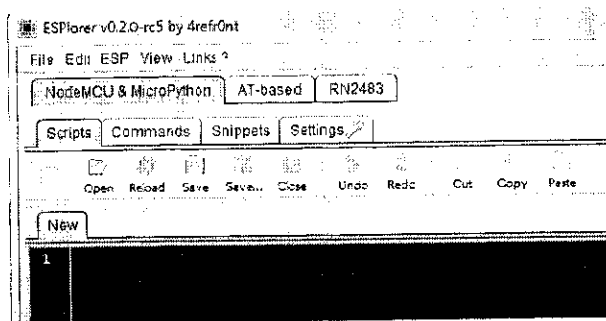 ESPlorer v0.2.0-rc5 by 4refr0nt
File Edit ESP View Links ?
NodeMCU & MicroPython AT-based RN2483
Scripts Commands Snippets Settings
Open Reload Save Save... Close Undo Redo Cut Copy Paste
New
1